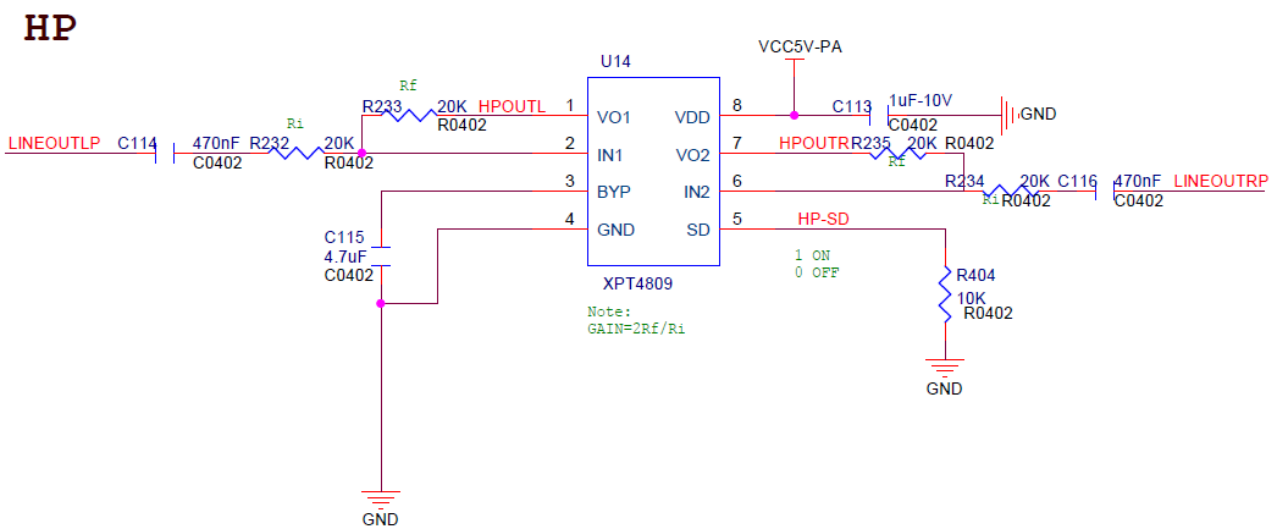 HP
VCC5V-PA
U14
Rf
R233 20K HPOUTL 1 VO1 VDD 8 C113 1uF-10V GND
R0402 C0402
Ri
LINEOUTLP C114 470nF R232 20K 2 IN1 VO2 7 HPOUTR R235 20K R0402
C0402 R0402 Rf
3 BYP IN2 6 R234 20K C116 470nF LINEOUTRP
Ri R0402 C0402
4 GND SD 5 HP-SD
C115
4.7uF
C0402
1 ON
0 OFF
XPT4809
R404
10K
R0402
Note:
GAIN=2Rf/Ri
GND
GND